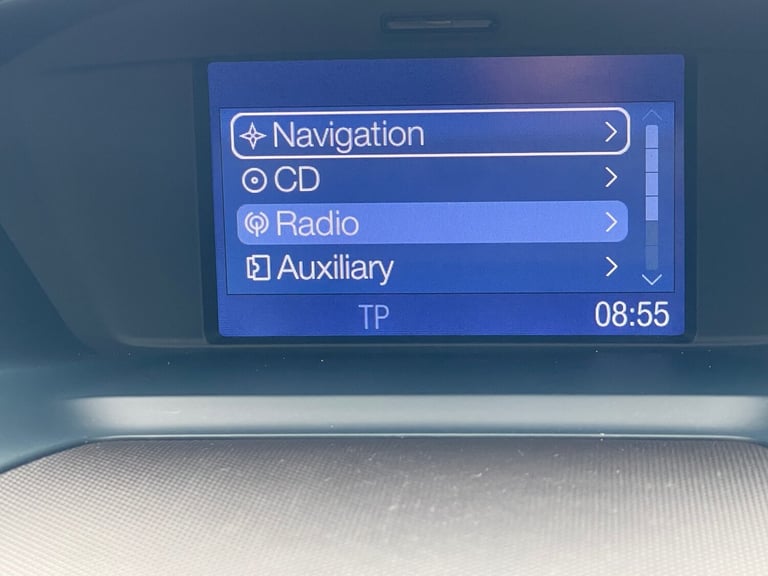 Navigation
CD
Radio
Auxiliary
TP 08:55